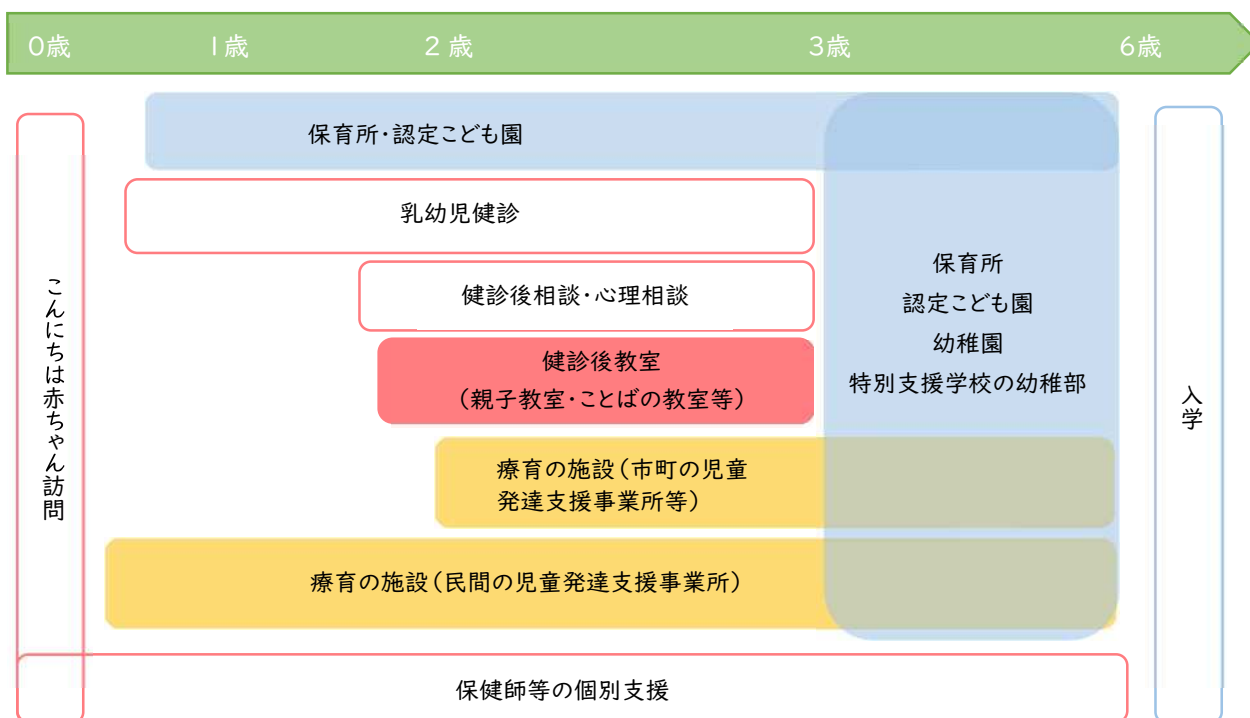 0歳 1歳 2歳 3歳 6歳
保育所・認定こども園
乳幼児健診
健診後相談・心理相談
健診後教室
(親子教室・ことばの教室等)
療育の施設(市町の児童
発達支援事業所等)
療育の施設(民間の児童発達支援事業所)
保健師等の個別支援
こんにちは赤ちゃん訪問
保育所
認定こども園
幼稚園
特別支援学校の幼稚部
入学